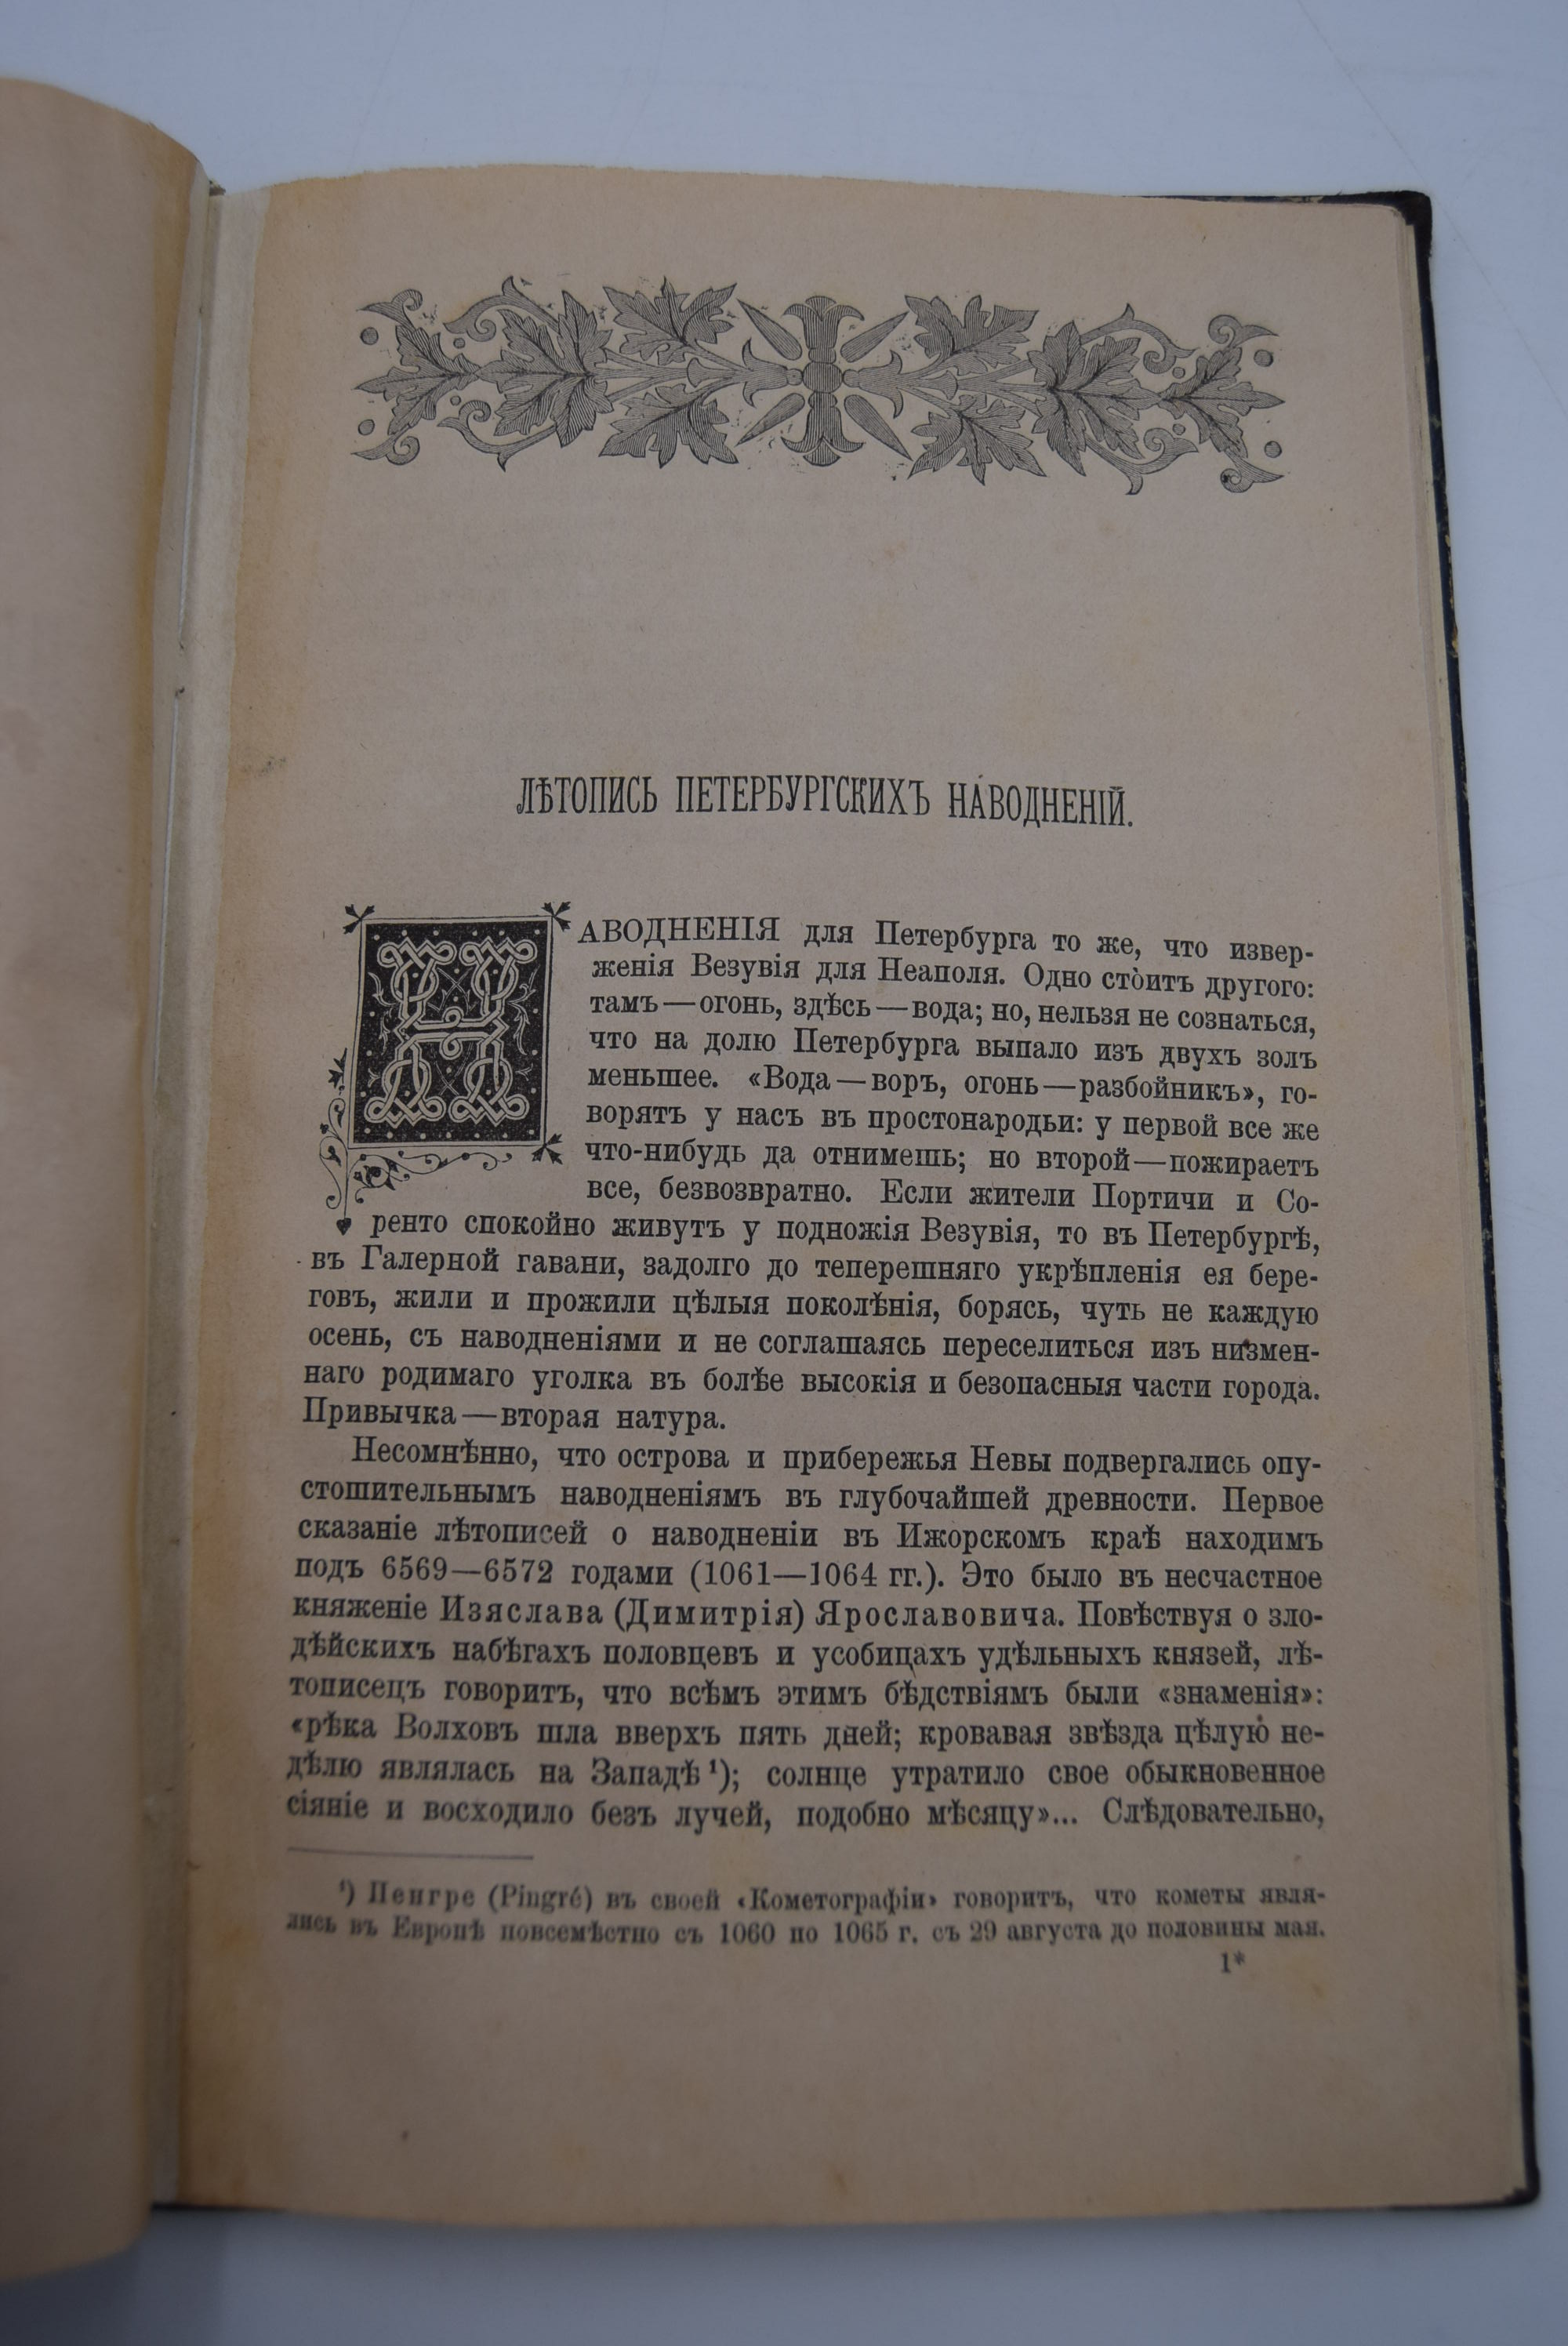 ЛѢТОПИСЬ ПЕТЕРБУРГСКИХЪ НАВОДНЕНІЙ.
НАВОДНЕНІЯ для Петербурга то же, что извер-
женія Везувія для Неаполя. Одно сто̀итъ другого:
тамъ—огонь, здѣсь—вода; но, нельзя не сознаться,
что на долю Петербурга выпало изъ двухъ золъ
меньшее. «Вода—воръ, огонь—разбойникъ», го-
ворятъ у насъ въ простонародьи: у первой все же
что-нибудь да отнимешь; но второй—пожираетъ
все, безвозвратно. Если жители Портичи и Со-
ренто спокойно живутъ у подножія Везувія, то въ Петербургѣ,
въ Галерной гавани, задолго до теперешняго укрѣпленія ея бере-
говъ, жили и прожили цѣлыя поколѣнія, борясь, чуть не каждую
осень, съ наводненіями и не соглашаясь переселиться изъ низмен-
наго родимаго уголка въ болѣе высокія и безопасныя части города.
Привычка—вторая натура.
Несомнѣнно, что острова и прибережья Невы подвергались опу-
стошительнымъ наводненіямъ въ глубочайшей древности. Первое
сказаніе лѣтописей о наводненіи въ Ижорскомъ краѣ находимъ
подъ 6569—6572 годами (1061—1064 гг.). Это было въ несчастное
княженіе Изяслава (Димитрія) Ярославовича. Повѣствуя о зло-
дѣйскихъ набѣгахъ половцевъ и усобицахъ удѣльныхъ князей, лѣ-
тописецъ говоритъ, что всѣмъ этимъ бѣдствіямъ были «знаменія»:
«рѣка Волховъ шла вверхъ пять дней; кровавая звѣзда цѣлую не-
дѣлю являлась на Западѣ ¹); солнце утратило свое обыкновенное
сіяніе и восходило безъ лучей, подобно мѣсяцу»... Слѣдовательно,
¹) Пенгре (Pingré) въ своей «Кометографіи» говоритъ, что кометы явля-
лись въ Европѣ повсемѣстно съ 1060 по 1065 г. съ 29 августа до половины мая.
1*